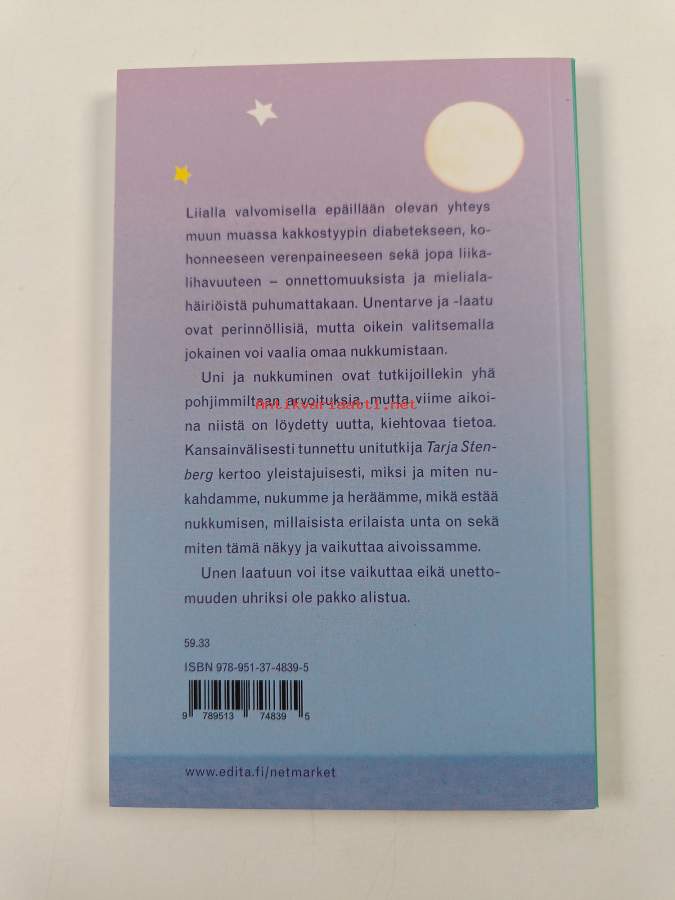 Liialla valvomisella epäillään olevan yhteys
muun muassa kakkostyypin diabetekseen, ko-
honneeseen verenpaineeseen sekä jopa liika-
lihavuuteen – onnettomuuksista ja mieliala-
häiriöistä puhumattakaan. Unentarve ja -laatu
ovat perinnöllisiä, mutta oikein valitsemalla
jokainen voi vaalia omaa nukkumistaan.
Uni ja nukkuminen ovat tutkijoillekin yhä
pohjimmiltaan arvoituksia, mutta viime aikoi-
Antikvariaatti.net
na niistä on löydetty uutta, kiehtovaa tietoa.
Kansainvälisesti tunnettu unitutkija Tarja Sten-
berg kertoo yleistajuisesti, miksi ja miten nu-
kahdamme, nukumme ja heräämme, mikä estää
nukkumisen, millaisista erilaista unta on sekä
miten tämä näkyy ja vaikuttaa aivoissamme.
Unen laatuun voi itse vaikuttaa eikä unetto-
muuden uhriksi ole pakko alistua.
59.33
ISBN 978-951-37-4839-5
9 789513 748395
www.edita.fi/netmarket